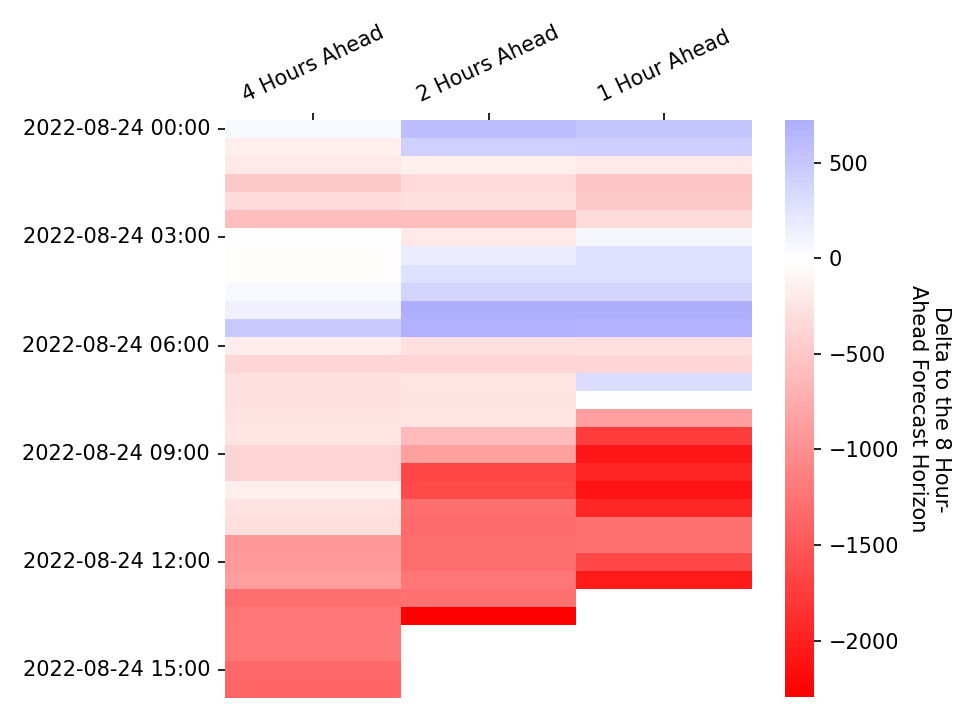 4 Hours Ahead
2 Hours Ahead
1 Hour Ahead
2022-08-24 00:00
2022-08-24 03:00
2022-08-24 06:00
2022-08-24 09:00
2022-08-24 12:00
2022-08-24 15:00
500
0
−500
−1000
−1500
−2000
Delta to the 8 Hour-
Ahead Forecast Horizon